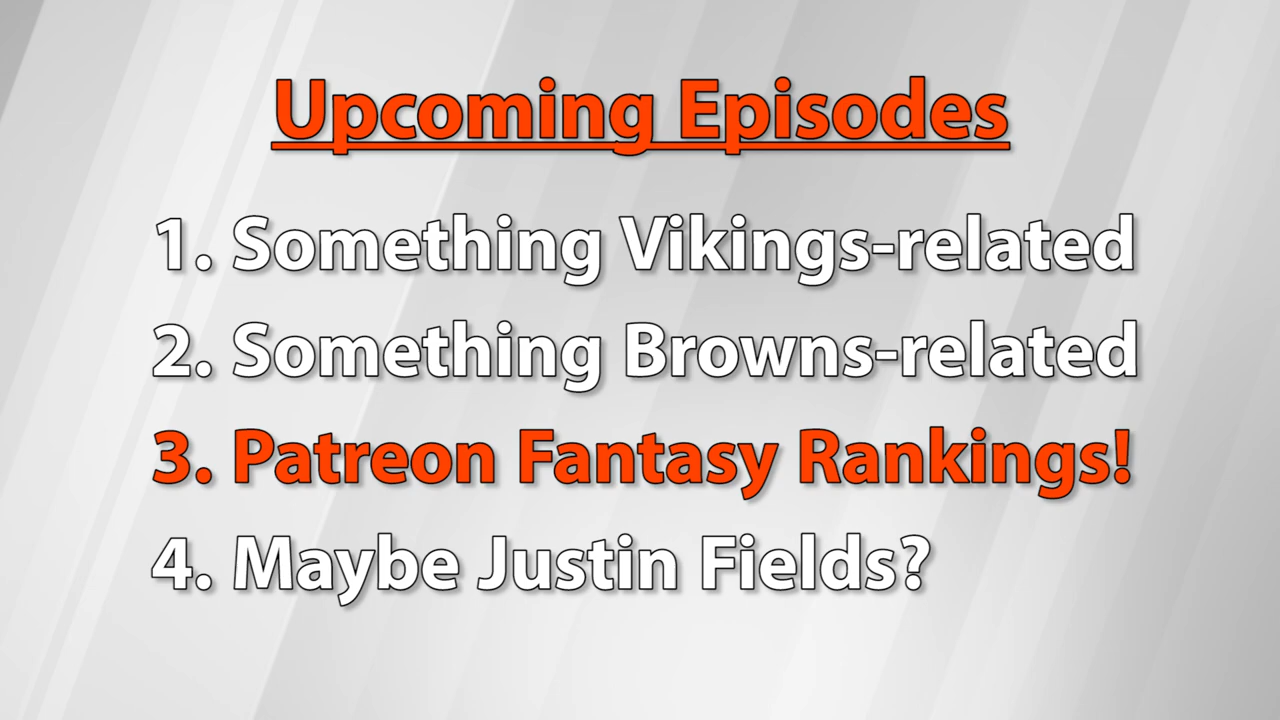 Upcoming Episodes
1. Something Vikings-related
2. Something Browns-related
3. Patreon Fantasy Rankings!
4. Maybe Justin Fields?